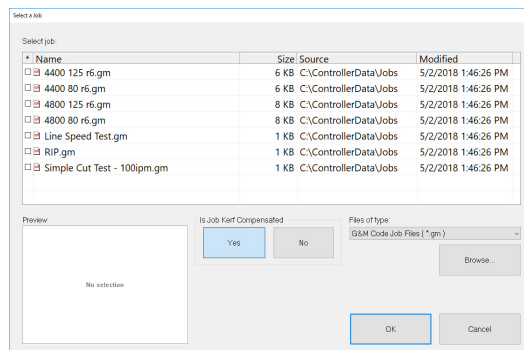 Select a Job
Select job:
* Name Size Source Modified
4400 125 r6.gm 6 KB C:\ControllerData\Jobs 5/2/2018 1:46:26 PM
4400 80 r6.gm 6 KB C:\ControllerData\Jobs 5/2/2018 1:46:26 PM
4800 125 r6.gm 8 KB C:\ControllerData\Jobs 5/2/2018 1:46:26 PM
4800 80 r6.gm 8 KB C:\ControllerData\Jobs 5/2/2018 1:46:26 PM
Line Speed Test.gm 1 KB C:\ControllerData\Jobs 5/2/2018 1:46:26 PM
RIP.gm 1 KB C:\ControllerData\Jobs 5/2/2018 1:46:26 PM
Simple Cut Test - 100ipm.gm 1 KB C:\ControllerData\Jobs 5/2/2018 1:46:26 PM
Preview Is Job Kerf Compensated Files of type:
Yes No G&M Code Job Files ( *.gm )
Browse...
No selection
OK Cancel